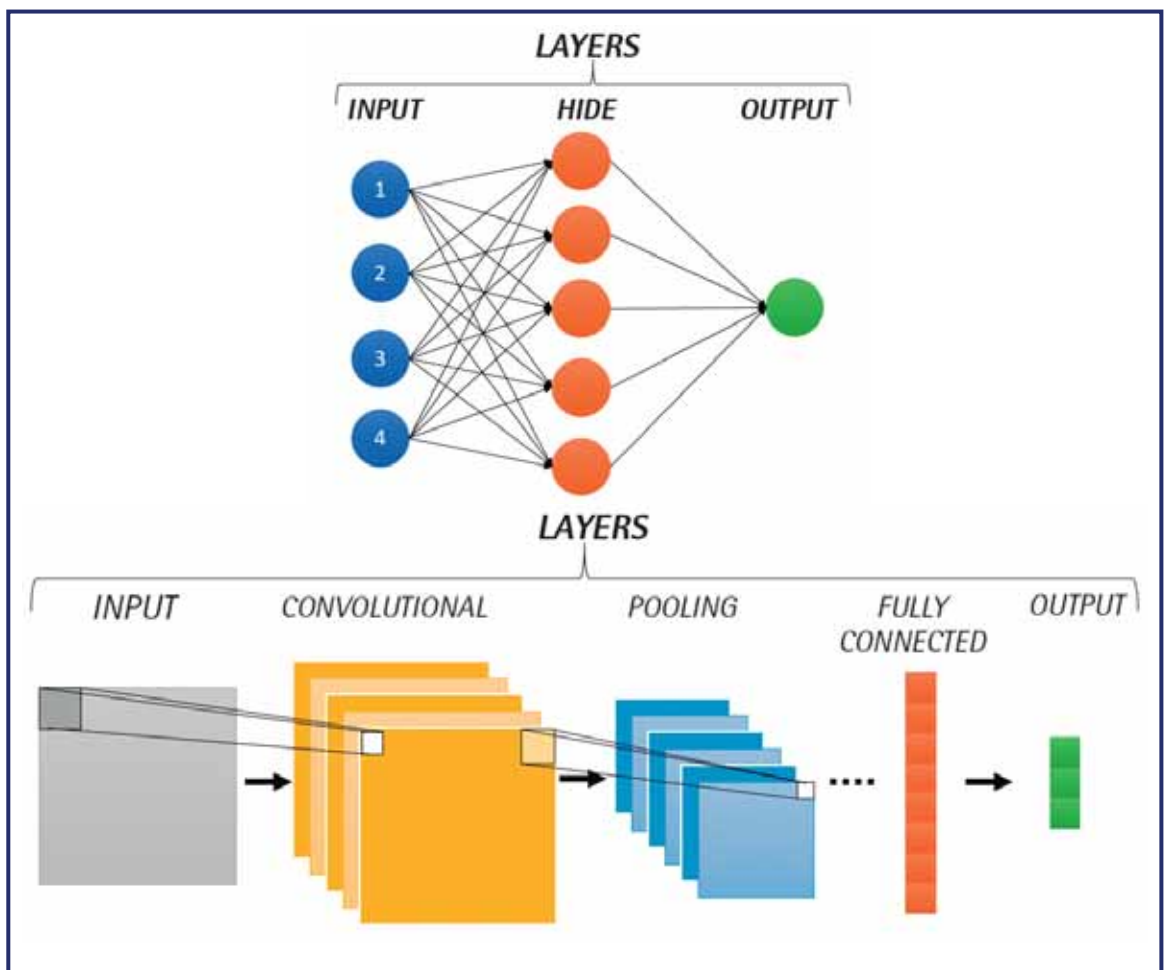 LAYERS
INPUT HIDE OUTPUT
1
2
3
4
LAYERS
INPUT CONVOLUTIONAL POOLING FULLY CONNECTED OUTPUT